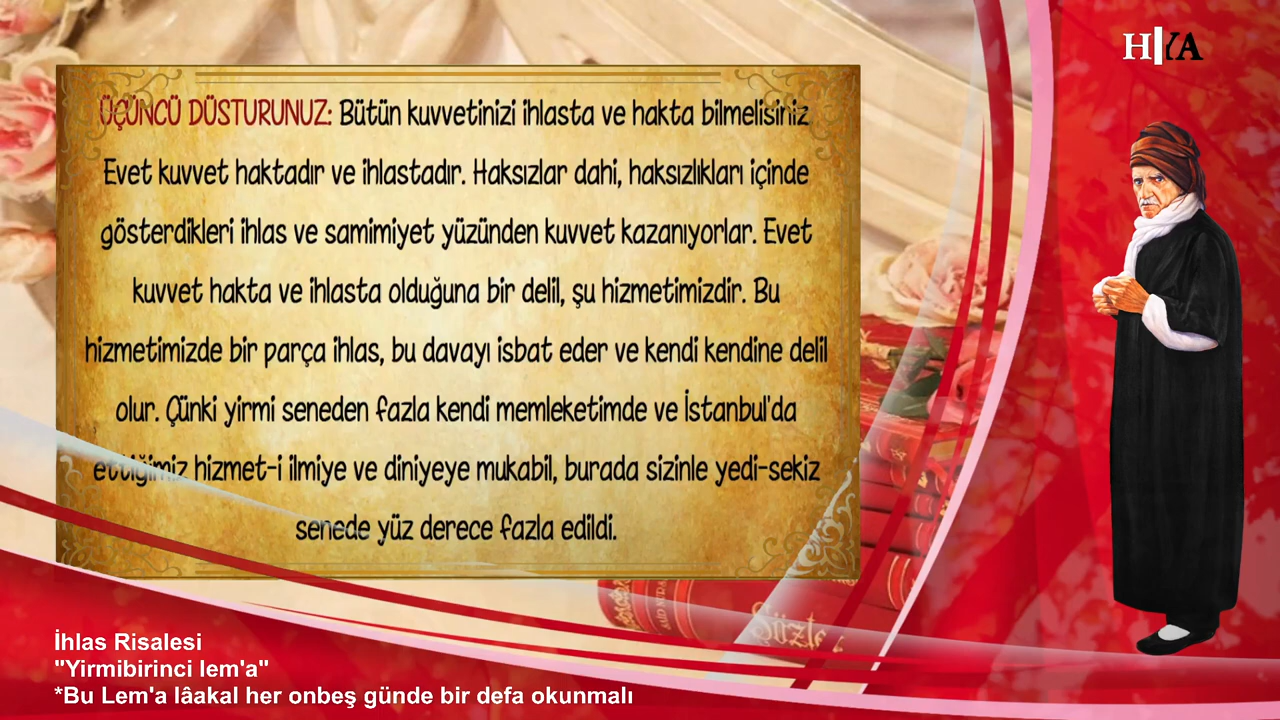 H YA
ÜÇÜNCÜ DÜSTURUNUZ: Bütün kuvvetinizi ihlasta ve hakta bilmelisiniz.
Evet kuvvet haktadır ve ihlastadır. Haksızlar dahi, haksızlıkları içinde
gösterdikleri ihlas ve samimiyet yüzünden kuvvet kazanıyorlar. Evet
kuvvet hakta ve ihlasta olduğuna bir delil, şu hizmetimizdir. Bu
hizmetimizde bir parça ihlas, bu davayı isbat eder ve kendi kendine delil
olur. Çünki yirmi seneden fazla kendi memleketimde ve İstanbul'da
ettiğimiz hizmet-i ilmiye ve diniyeye mukabil, burada sizinle yedi-sekiz
senede yüz derece fazla edildi.
Sözler
İhlas Risalesi
"Yirmibirinci lem'a"
*Bu Lem'a lâakal her onbeş günde bir defa okunmalı